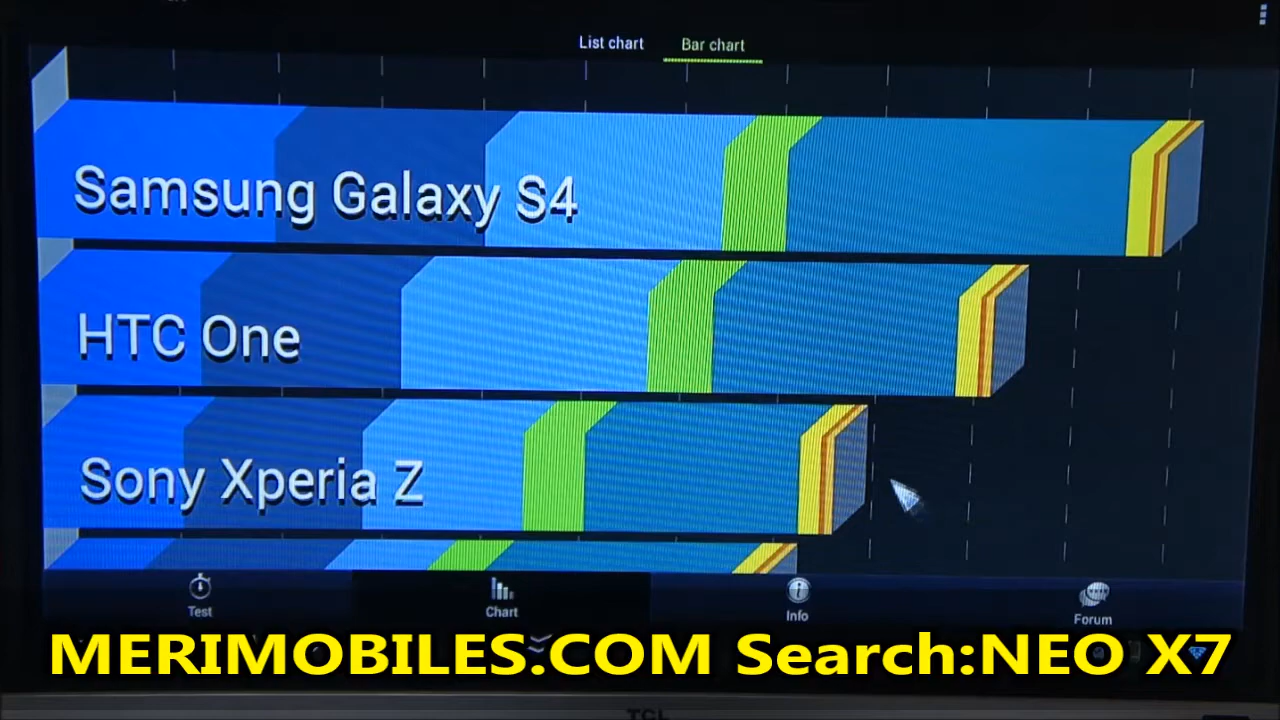 List chart
Bar chart
Samsung Galaxy S4
HTC One
Sony Xperia Z
Test
Chart
Info
Forum
MERIMOBILES.COM Search:NEO X7
TCL